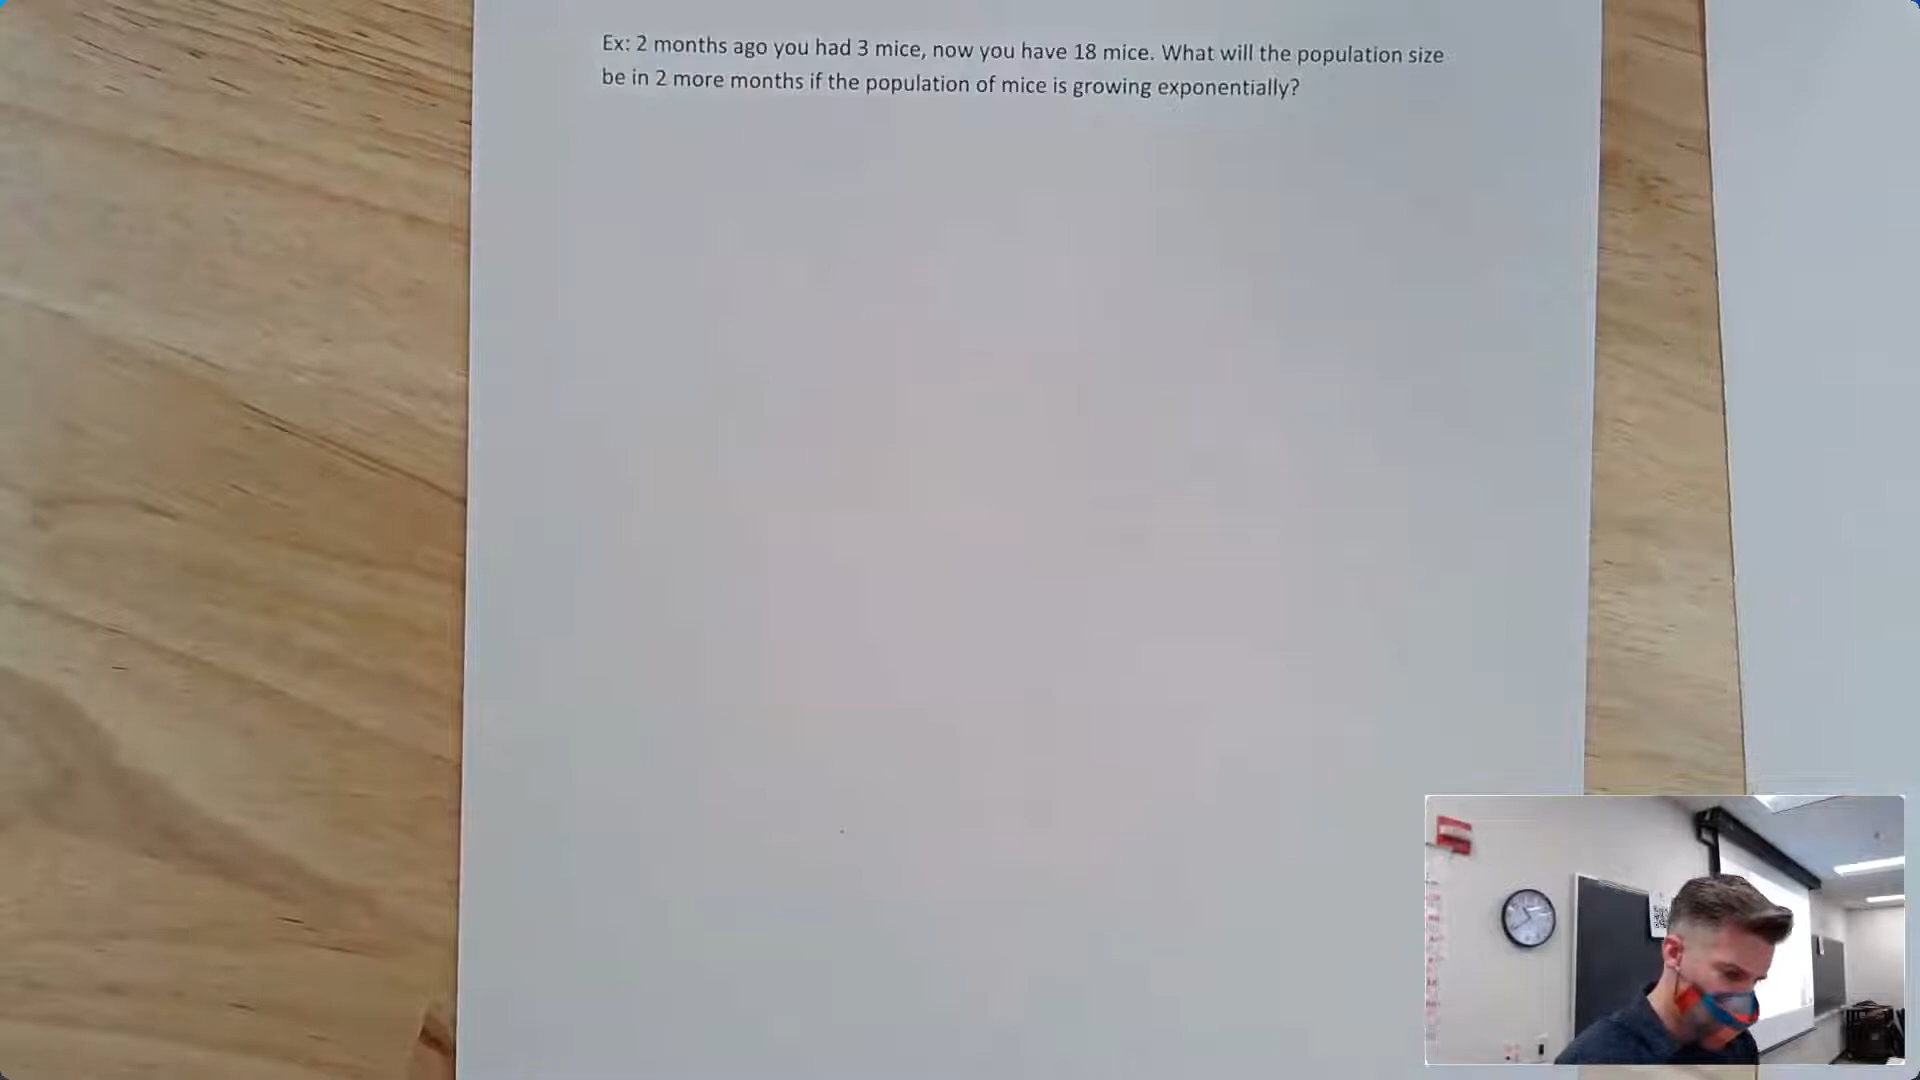 Ex: 2 months ago you had 3 mice, now you have 18 mice. What will the population size
be in 2 more months if the population of mice is growing exponentially?